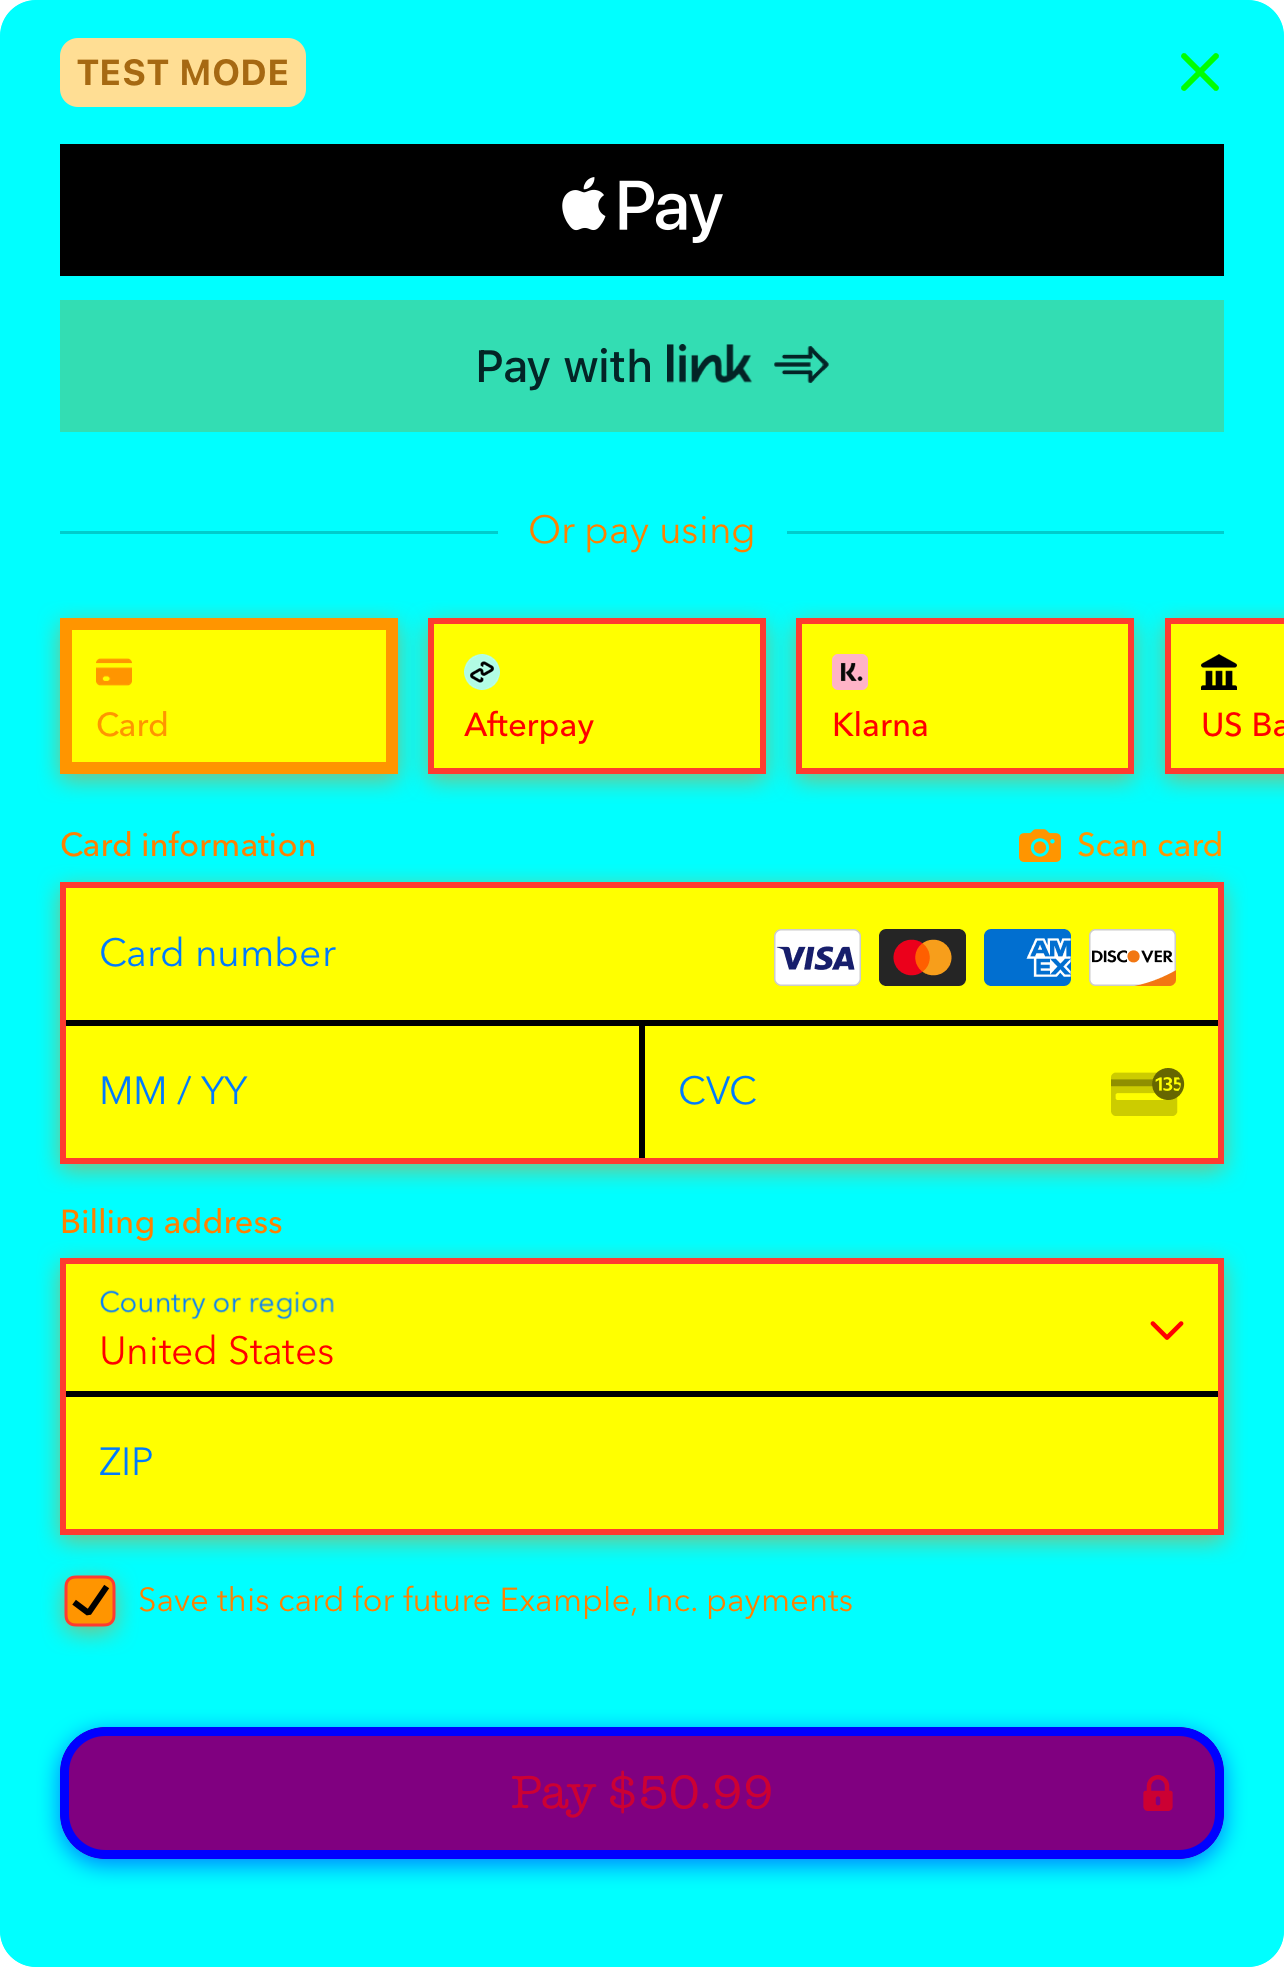 TEST MODE
Pay
Pay with link
Or pay using
Card
Afterpay
K.
Klarna
US Ba
Card information
Scan card
Card number
VISA
AM
EX
DISCOVER
MM / YY
CVC
135
Billing address
Country or region
United States
ZIP
Save this card for future Example, Inc. payments
Pay $50.99